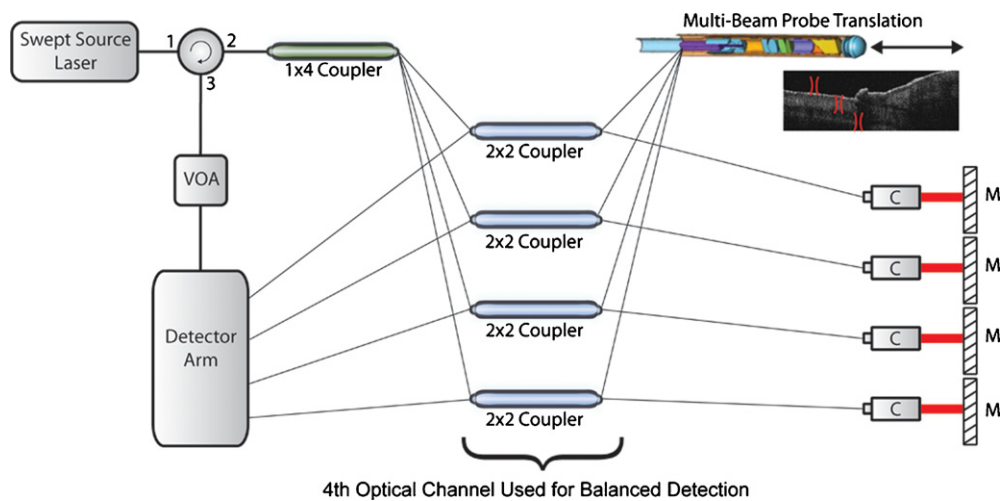 Swept Source
Laser
1
2
3
1x4 Coupler
Multi-Beam Probe Translation
VOA
Detector
Arm
2x2 Coupler
2x2 Coupler
2x2 Coupler
2x2 Coupler
C
M
C
M
C
M
C
M
4th Optical Channel Used for Balanced Detection